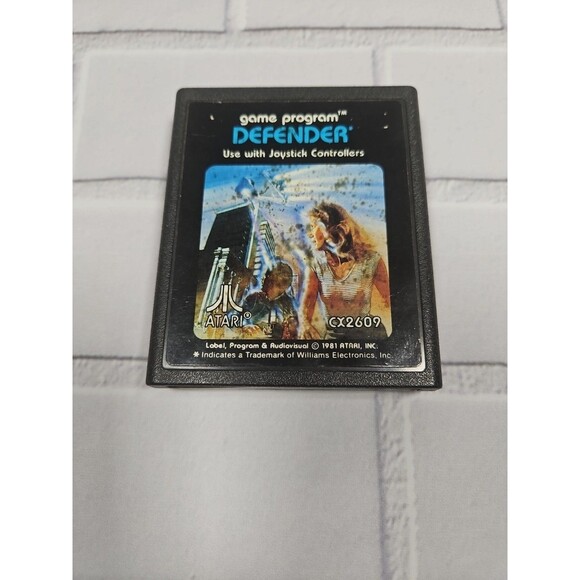 game program™
DEFENDER*
Use with Joystick Controllers
ATARI®
CX2609
Label, Program & Audiovisual © 1981 ATARI, INC.
* Indicates a Trademark of Williams Electronics, Inc.